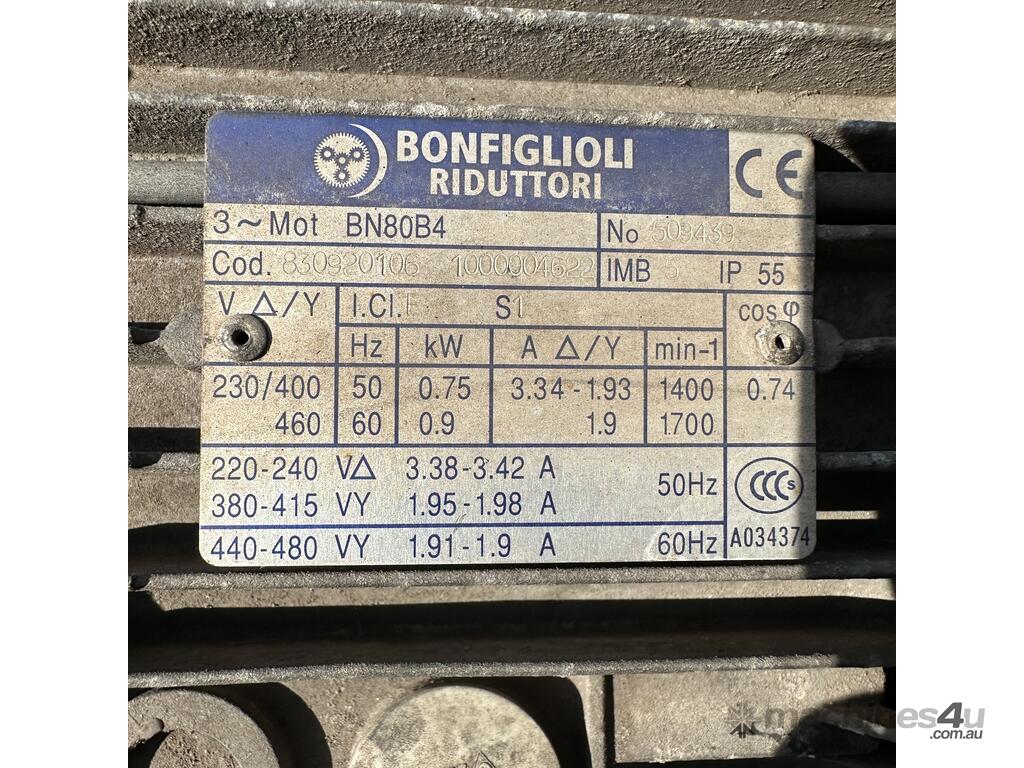 BONFIGLIOLI
RIDUTTORI
CE
3~Mot BN80B4 No 509439
Cod. 830920106 1000004622 IMB 5 IP 55
V Δ/Y I.Cl. F S1 cos φ
Hz kW A Δ/Y min-1
230/400 50 0.75 3.34-1.93 1400 0.74
460 60 0.9 1.9 1700
220-240 VΔ 3.38-3.42 A 50Hz
380-415 VY 1.95-1.98 A
CCC S
440-480 VY 1.91-1.9 A 60Hz A034374
machines4u
.com.au